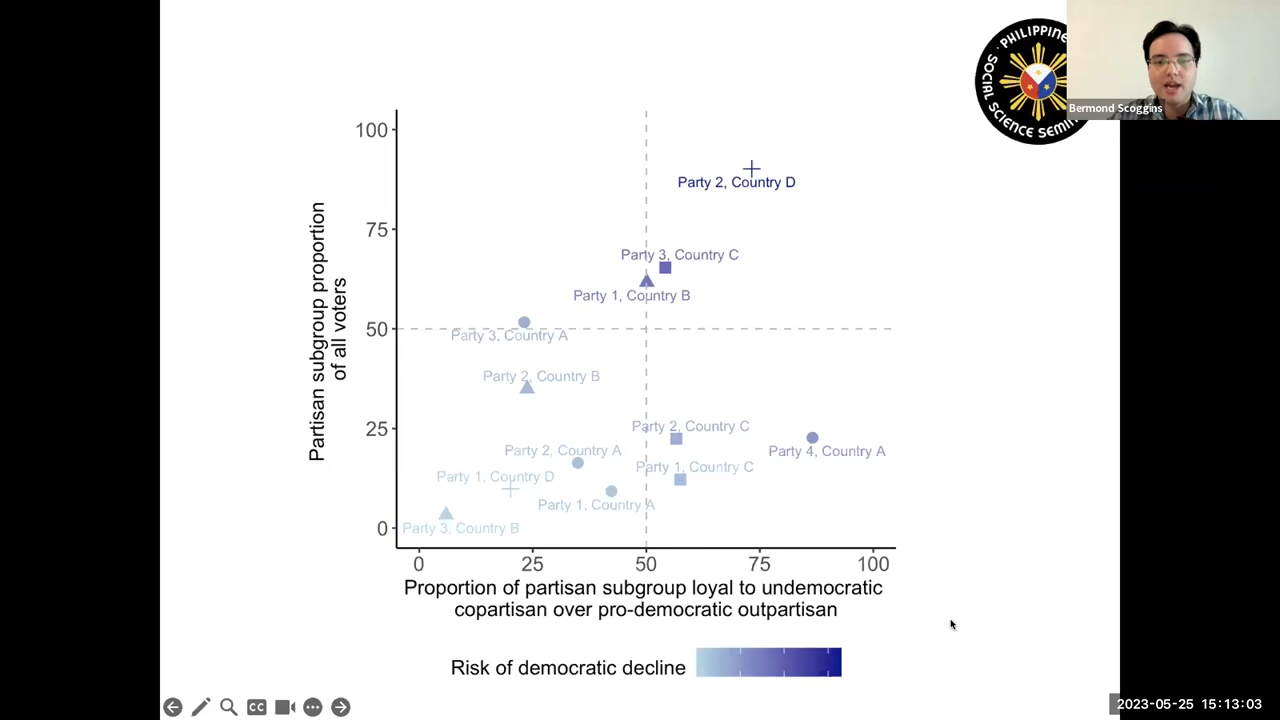 PHILIPPINE
SOCIAL SCIENCE SEMI
Bermond Scoggins
100
75
50
25
0
Partisan subgroup proportion
of all voters
Party 2, Country D
Party 3, Country C
Party 1, Country B
Party 3, Country A
Party 2, Country B
Party 2, Country C
Party 4, Country A
Party 2, Country A
Party 1, Country C
Party 1, Country D
Party 1, Country A
Party 3, Country B
0
25
50
75
100
Proportion of partisan subgroup loyal to undemocratic
copartisan over pro-democratic outpartisan
Risk of democratic decline
CC
2023-05-25 15:13:03